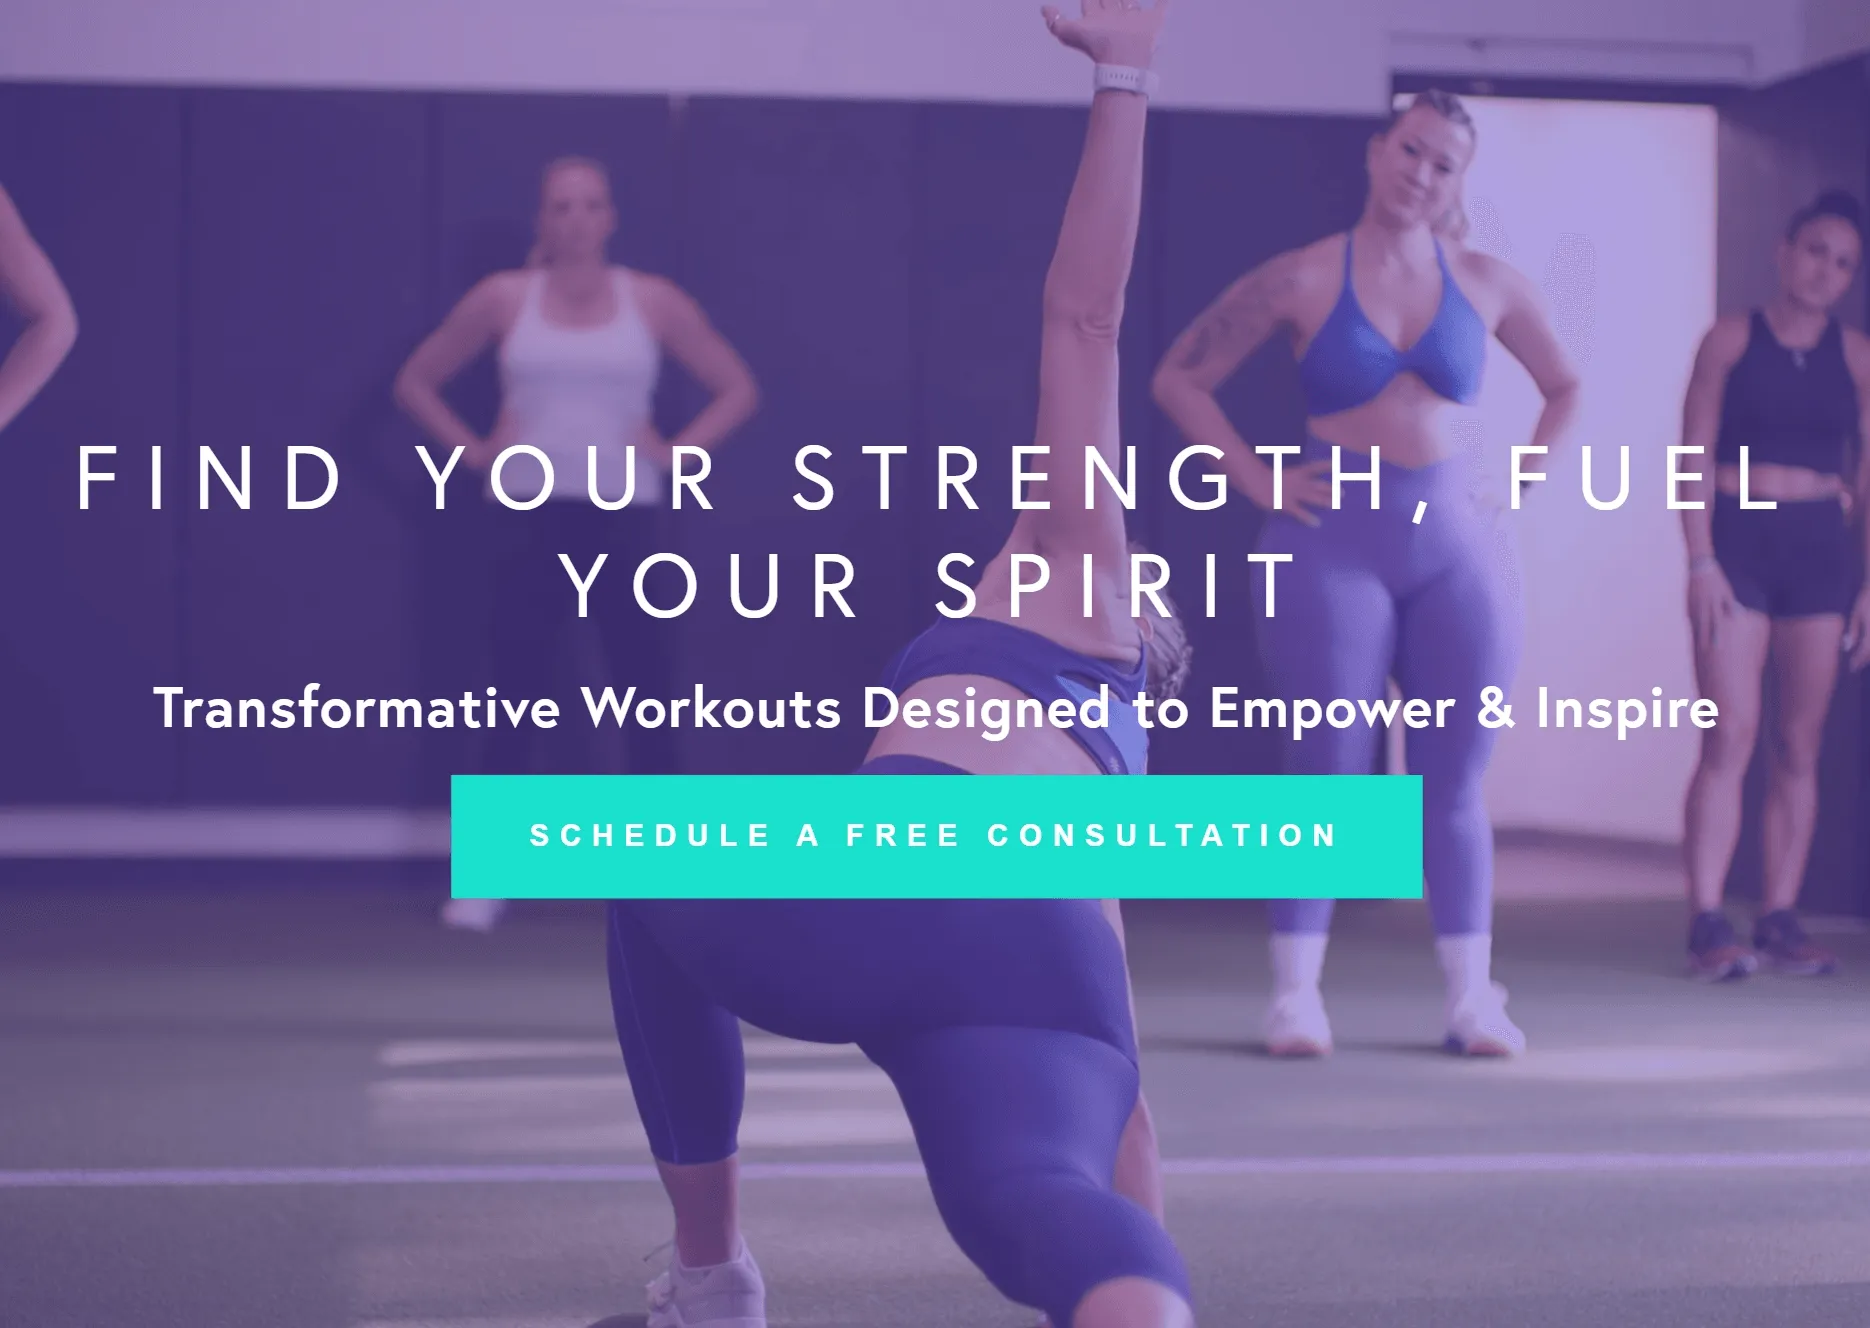 FIND YOUR STRENGTH, FUEL
YOUR SPIRIT
Transformative Workouts Designed to Empower & Inspire
SCHEDULE A FREE CONSULTATION